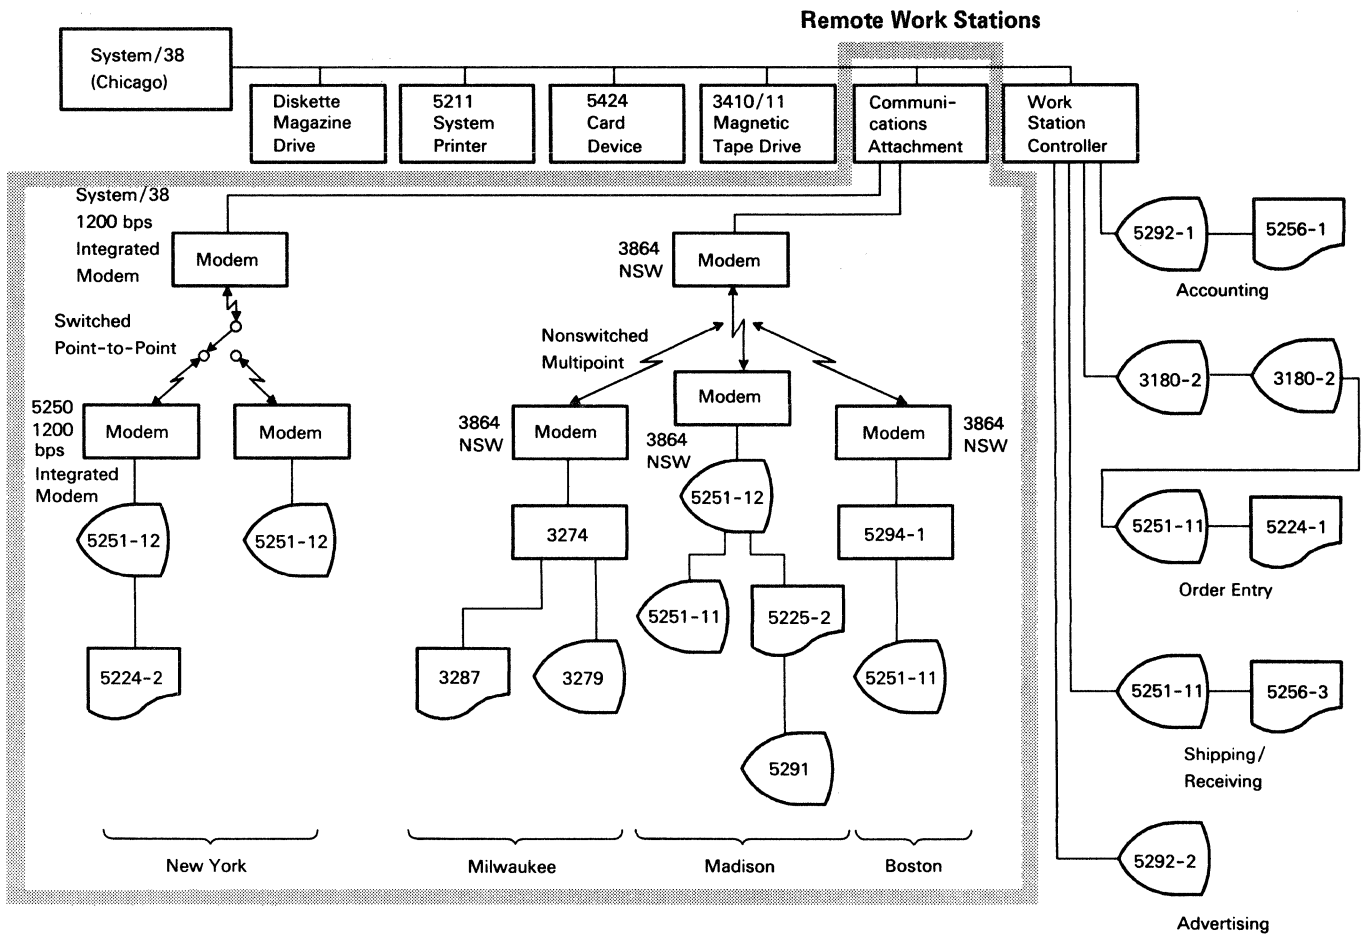 Remote Work Stations
System/38
(Chicago)
Diskette
Magazine
Drive
5211
System
Printer
5424
Card
Device
3410/11
Magnetic
Tape Drive
Communi-
cations
Attachment
Work
Station
Controller
System/38
1200 bps
Integrated
Modem
Modem
Switched
Point-to-Point
5250
1200
bps
Integrated
Modem
Modem
Modem
5251-12
5251-12
5224-2
New York
3864
NSW
Modem
Nonswitched
Multipoint
3864
NSW
Modem
3274
3287
3279
Milwaukee
Modem
3864
NSW
5251-12
5251-11
5225-2
5291
Madison
Modem
3864
NSW
5294-1
5251-11
Boston
5292-1
5256-1
Accounting
3180-2
3180-2
5251-11
5224-1
Order Entry
5251-11
5256-3
Shipping/
Receiving
5292-2
Advertising